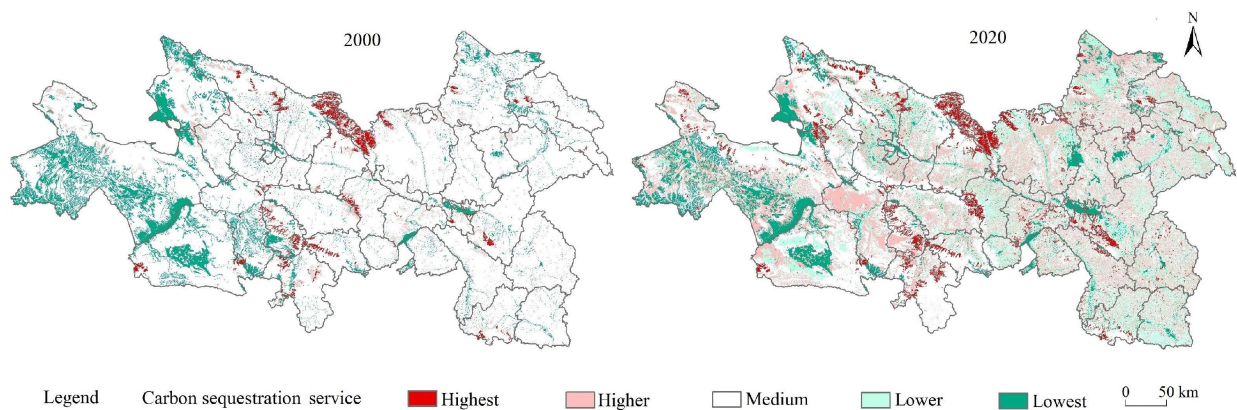 2000
2020
N
Legend Carbon sequestration service Highest Higher Medium Lower Lowest 0 50 km